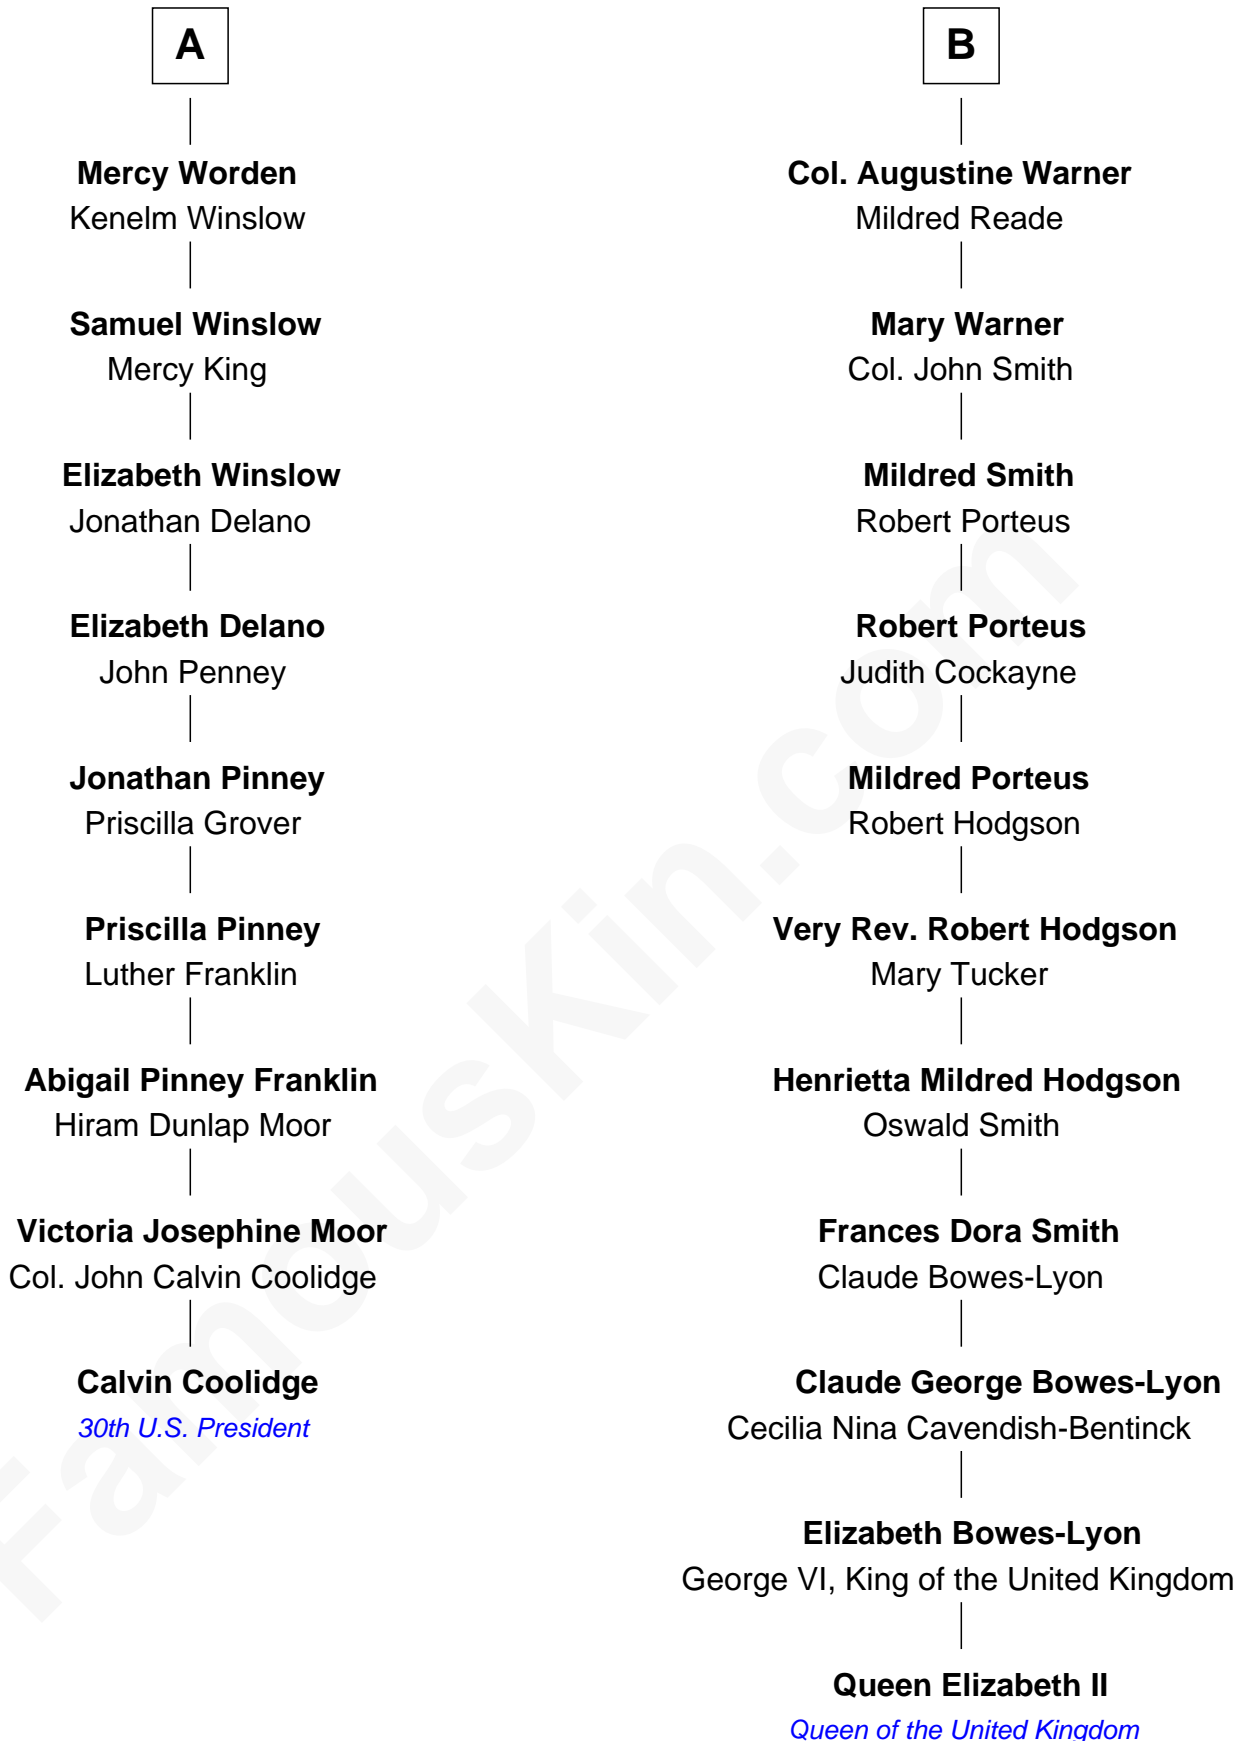 A
Mercy Worden
Kenelm Winslow
Samuel Winslow
Mercy King
Elizabeth Winslow
Jonathan Delano
Elizabeth Delano
John Penney
Jonathan Pinney
Priscilla Grover
Priscilla Pinney
Luther Franklin
Abigail Pinney Franklin
Hiram Dunlap Moor
Victoria Josephine Moor
Col. John Calvin Coolidge
Calvin Coolidge
30th U.S. President
B
Col. Augustine Warner
Mildred Reade
Mary Warner
Col. John Smith
Mildred Smith
Robert Porteus
Robert Porteus
Judith Cockayne
Mildred Porteus
Robert Hodgson
Very Rev. Robert Hodgson
Mary Tucker
Henrietta Mildred Hodgson
Oswald Smith
Frances Dora Smith
Claude Bowes-Lyon
Claude George Bowes-Lyon
Cecilia Nina Cavendish-Bentinck
Elizabeth Bowes-Lyon
George VI, King of the United Kingdom
Queen Elizabeth II
Queen of the United Kingdom
FamousKin.com